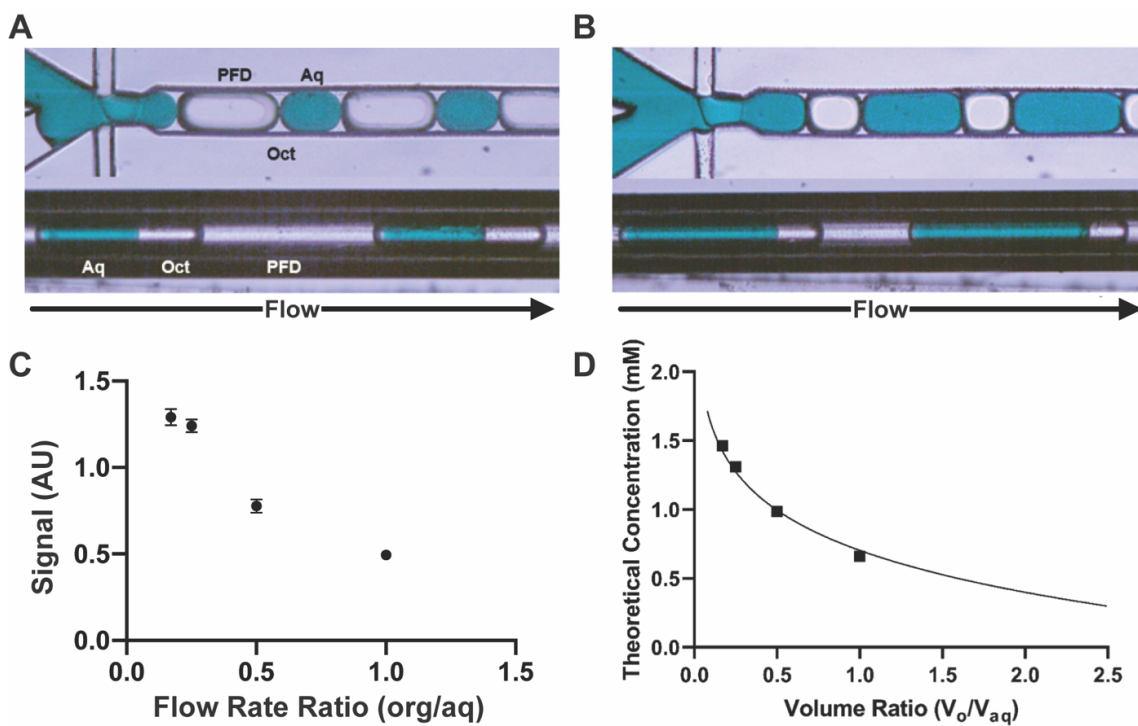 A
PFD Aq
Oct
Aq Oct PFD
Flow
B
Flow
C
Signal (AU)
1.5
1.0
0.5
0.0
0.0 0.5 1.0 1.5
Flow Rate Ratio (org/aq)
D
Theoretical Concentration (mM)
2.0
1.5
1.0
0.5
0.0
0.0 0.5 1.0 1.5 2.0 2.5
Volume Ratio (Vo/Vaq)